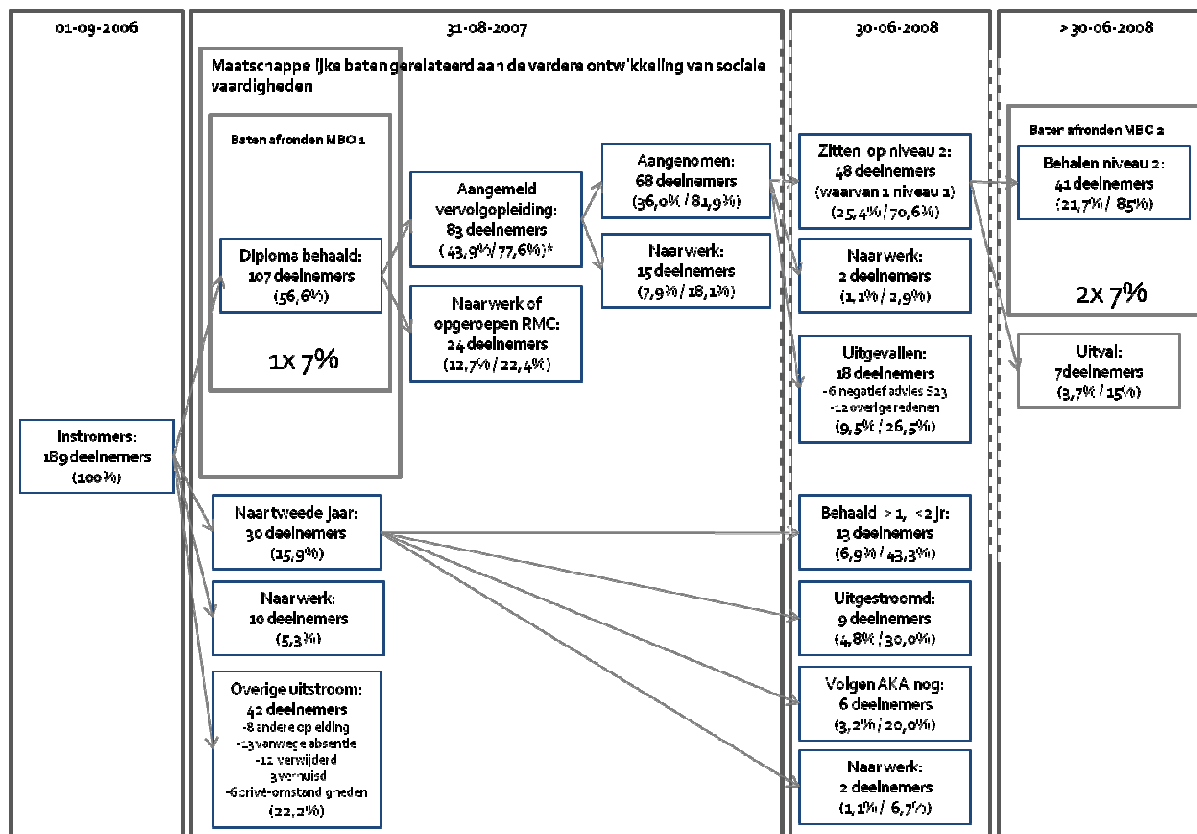 01-09-2006
31-08-2007
30-06-2008
> 30-06-2008
Maatschappelijke baten gerelateerd aan de verdere ontwikkeling van sociale
vaardigheden
Baten afronden MBO 1
Diploma behaald:
107 deelnemers
(56,6%)
1x 7%
Aangemeld
vervolgopleiding:
83 deelnemers
(43,9%/77,6%)*
Naar werk of
opgeroepen RMC:
24 deelnemers
(12,7%/22,4%)
Aangenomen:
68 deelnemers
(36,0%/81,9%)
Naar werk:
15 deelnemers
(7,9%/18,1%)
Zitten op niveau 2:
48 deelnemers
(waarvan 1 niveau 1)
(25,4%/70,6%)
Naar werk:
2 deelnemers
(1,1%/2,9%)
Uitgevallen:
18 deelnemers
-6 negatief advies S23
-12 overige redenen
(9,5%/26,5%)
Baten afronden MBO 2
Behalen niveau 2:
41 deelnemers
(21,7%/ 85%)
2x 7%
Uitval:
7 deelnemers
(3,7%/15%)
Instromers:
189 deelnemers
(100%)
Naar tweede jaar:
30 deelnemers
(15,9%)
Naar werk:
10 deelnemers
(5,3%)
Overige uitstroom:
42 deelnemers
-8 andere opleiding
-13 vanwege absentie
-12 verwijderd
-3 verhuisd
-6 privé-omstandigheden
(22,2%)
Behaald > 1, < 2 jr:
13 deelnemers
(6,9%/43,3%)
Uitgestroomd:
9 deelnemers
(4,8%/30,0%)
Volgen AKA nog:
6 deelnemers
(3,2%/20,0%)
Naar werk:
2 deelnemers
(1,1%/ 6,7%)